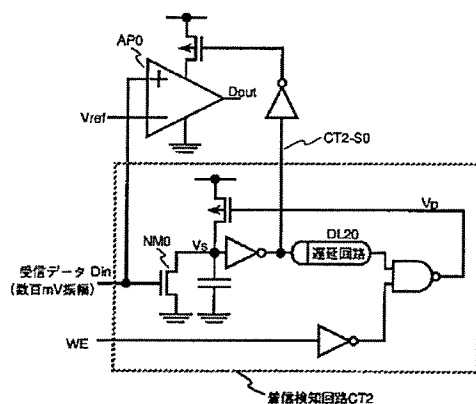 AP0
Dout
Vref
CT2-S0
Vp
DL20
遅延回路
NM0
Vs
受信データ Din
(数百mV振幅)
WE
着信検知回路CT2